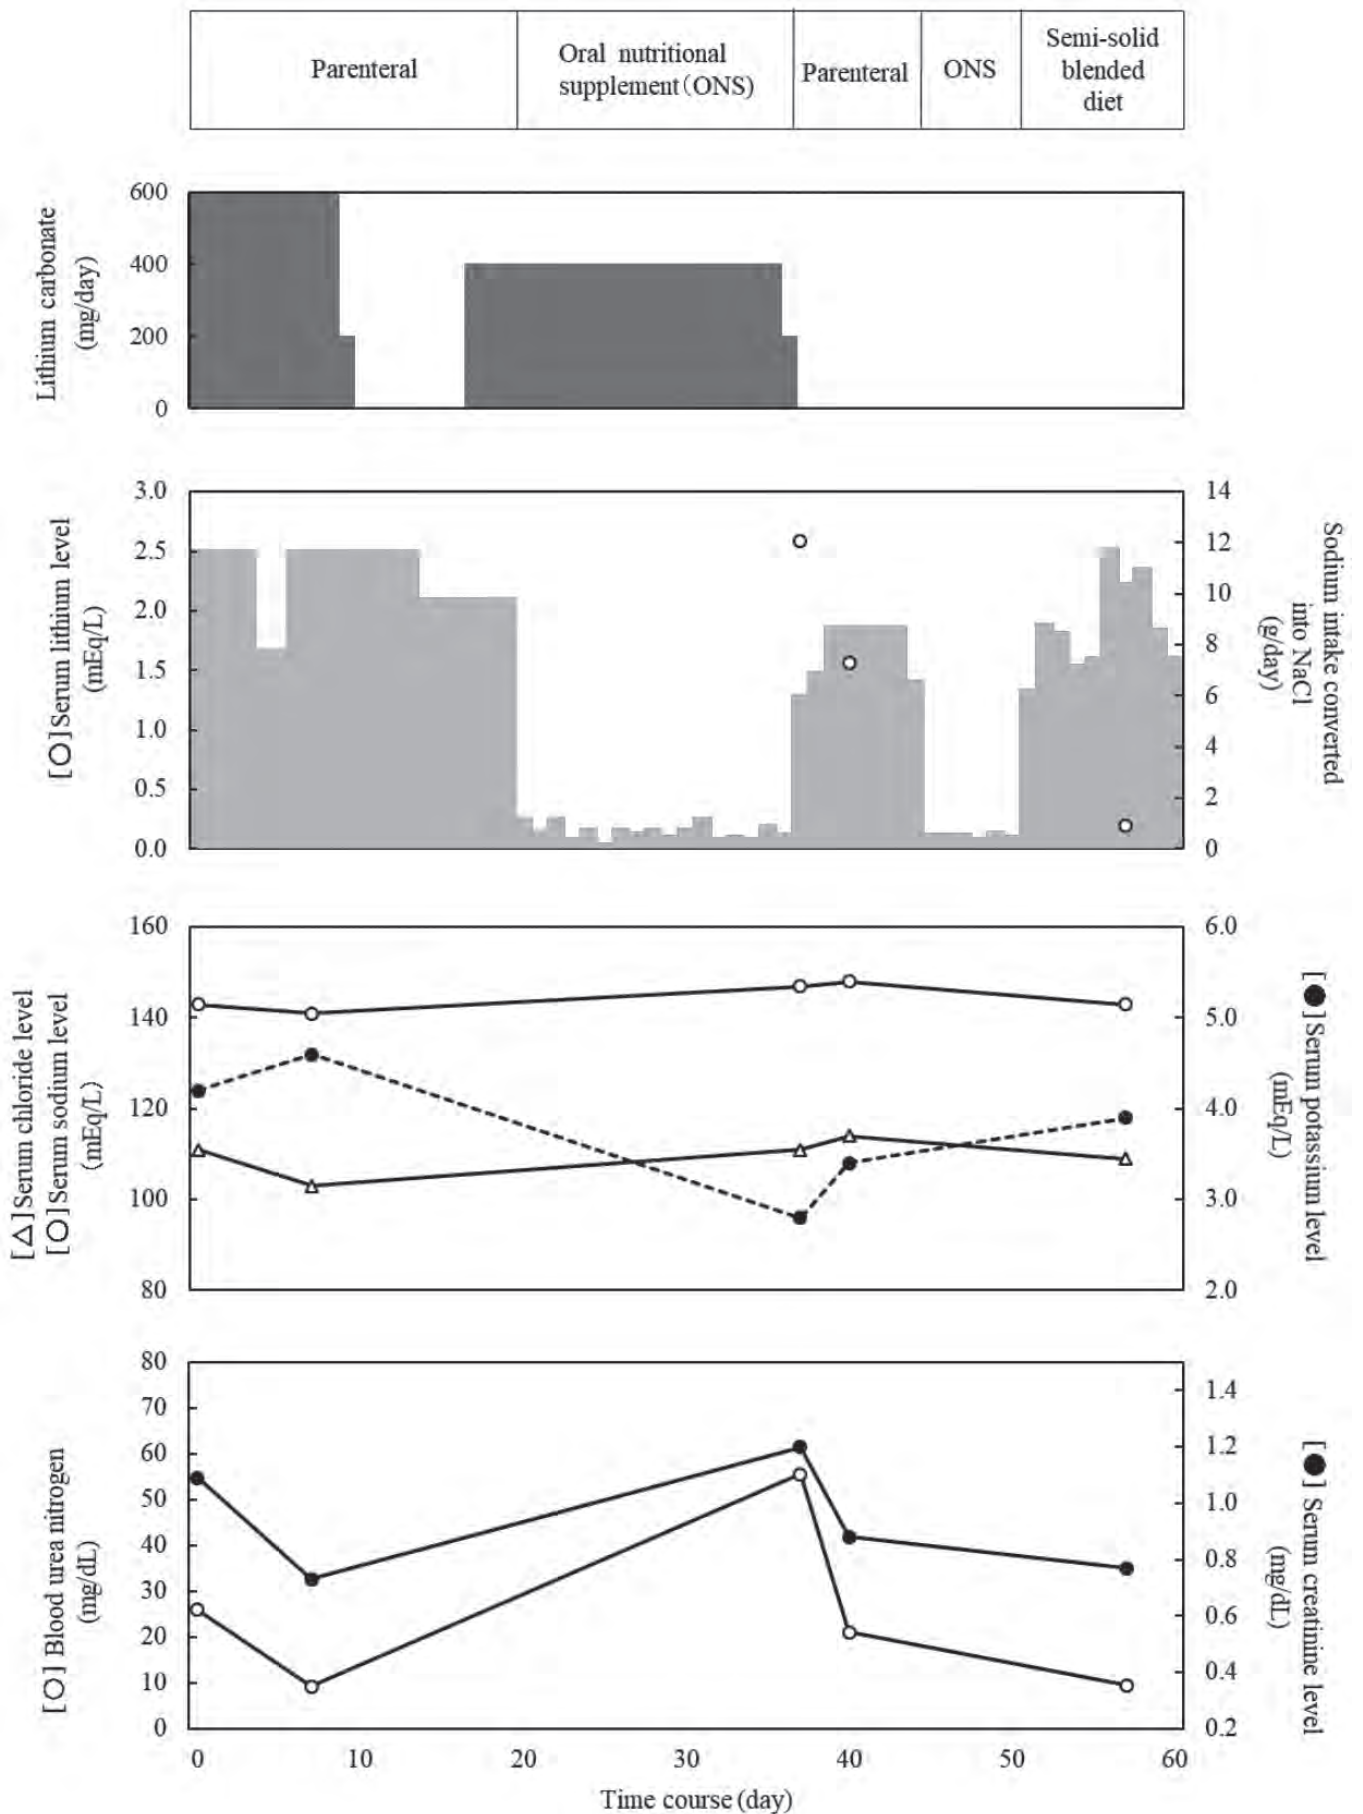 Parenteral
Oral nutritional
supplement(ONS)
Parenteral
ONS
Semi-solid
blended
diet
Lithium carbonate
(mg/day)
600
400
200
0
[○]Serum lithium level
(mEq/L)
3.0
2.5
2.0
1.5
1.0
0.5
0.0
14
12
10
8
6
4
2
0
Sodium intake converted
into NaCl
(g/day)
[△]Serum chloride level
[○]Serum sodium level
(mEq/L)
160
140
120
100
80
6.0
5.0
4.0
3.0
2.0
[●]Serum potassium level
(mEq/L)
[○] Blood urea nitrogen
(mg/dL)
80
70
60
50
40
30
20
10
0
1.4
1.2
1.0
0.8
0.6
0.4
0.2
[●] Serum creatinine level
(mg/dL)
0 10 20 30 40 50 60
Time course (day)